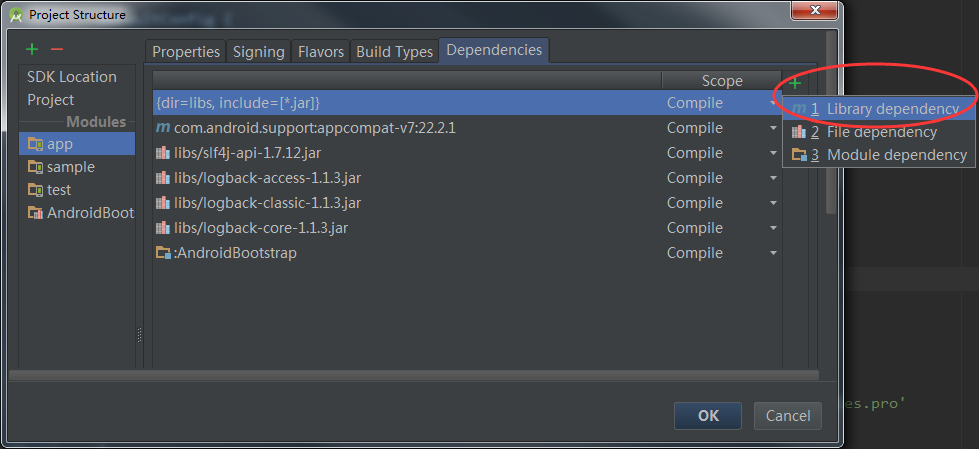 Project Structure
SDK Location
Project
Modules
app
sample
test
AndroidBoot
Properties
Signing
Flavors
Build Types
Dependencies
Scope
{dir=libs, include=[*.jar]} Compile
m com.android.support:appcompat-v7:22.2.1 Compile
libs/slf4j-api-1.7.12.jar Compile
libs/logback-access-1.1.3.jar Compile
libs/logback-classic-1.1.3.jar Compile
libs/logback-core-1.1.3.jar Compile
:AndroidBootstrap Compile
m 1 Library dependency
2 File dependency
3 Module dependency
es.pro'
OK
Cancel